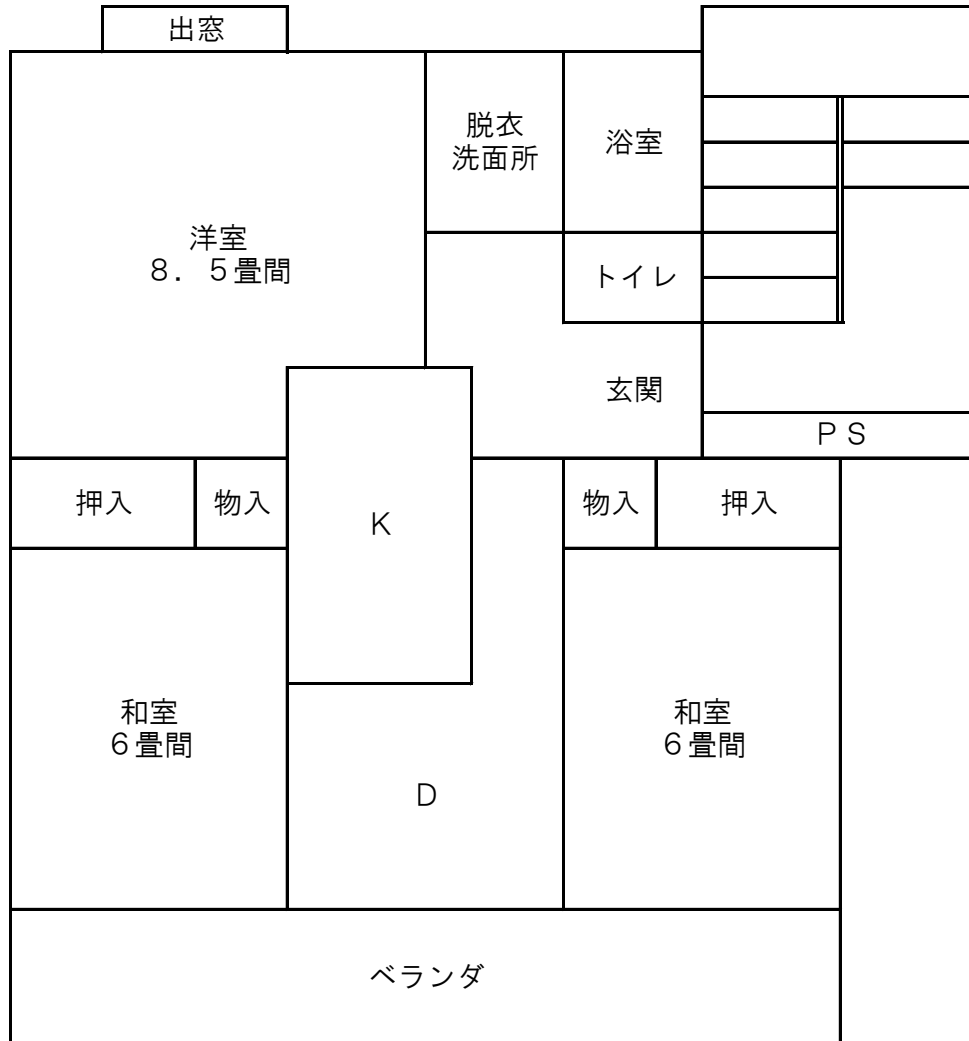 出窓
脱衣
洗面所
浴室
洋室
８．５畳間
トイレ
玄関
ＰＳ
押入
物入
Ｋ
物入
押入
和室
６畳間
和室
６畳間
Ｄ
ベランダ